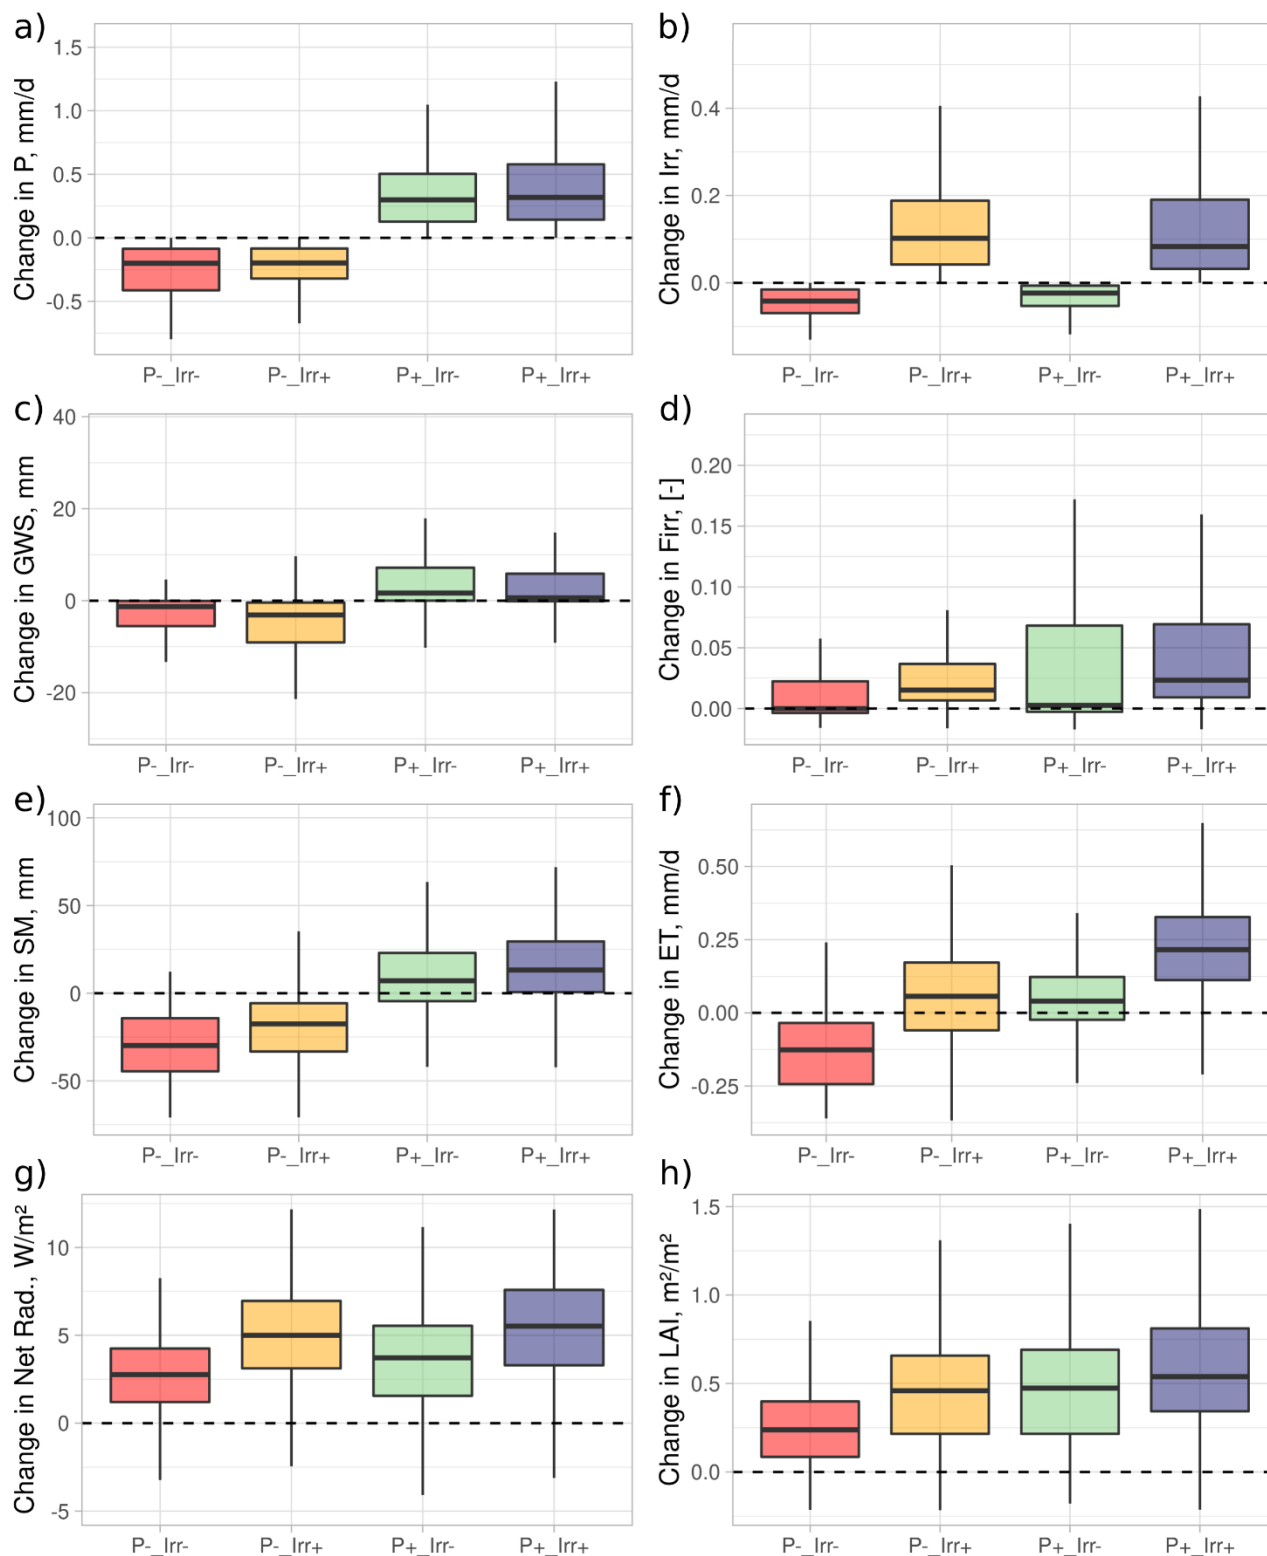 a)
Change in P, mm/d
1.5
1.0
0.5
0.0
-0.5
P-_Irr-
P-_Irr+
P+_Irr-
P+_Irr+
b)
Change in Irr, mm/d
0.4
0.2
0.0
P-_Irr-
P-_Irr+
P+_Irr-
P+_Irr+
c)
Change in GWS, mm
40
20
0
-20
P-_Irr-
P-_Irr+
P+_Irr-
P+_Irr+
d)
Change in Firr, [-]
0.20
0.15
0.10
0.05
0.00
P-_Irr-
P-_Irr+
P+_Irr-
P+_Irr+
e)
Change in SM, mm
100
50
0
-50
P-_Irr-
P-_Irr+
P+_Irr-
P+_Irr+
f)
Change in ET, mm/d
0.50
0.25
0.00
-0.25
P-_Irr-
P-_Irr+
P+_Irr-
P+_Irr+
g)
Change in Net Rad., W/m²
10
5
0
-5
P-_Irr-
P-_Irr+
P+_Irr-
P+_Irr+
h)
Change in LAI, m²/m²
1.5
1.0
0.5
0.0
P-_Irr-
P-_Irr+
P+_Irr-
P+_Irr+